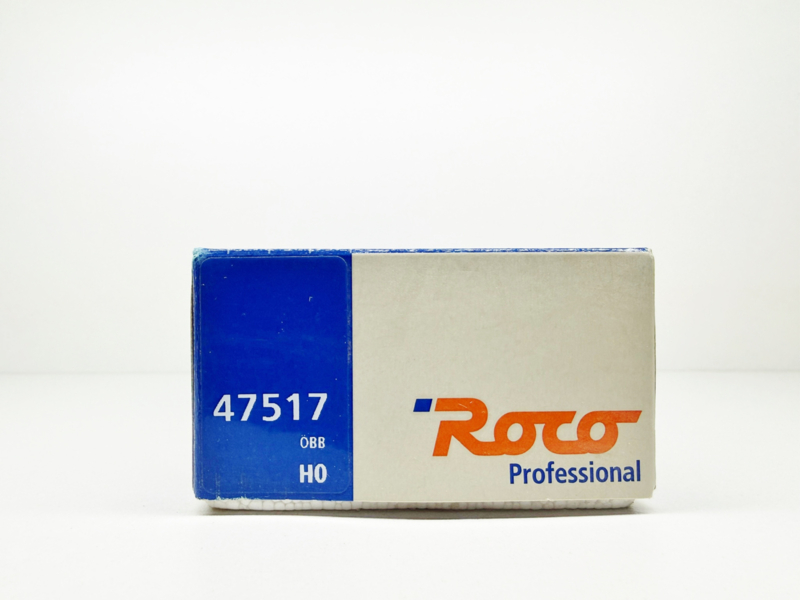 47517
ÖBB
H0
Roco
Professional